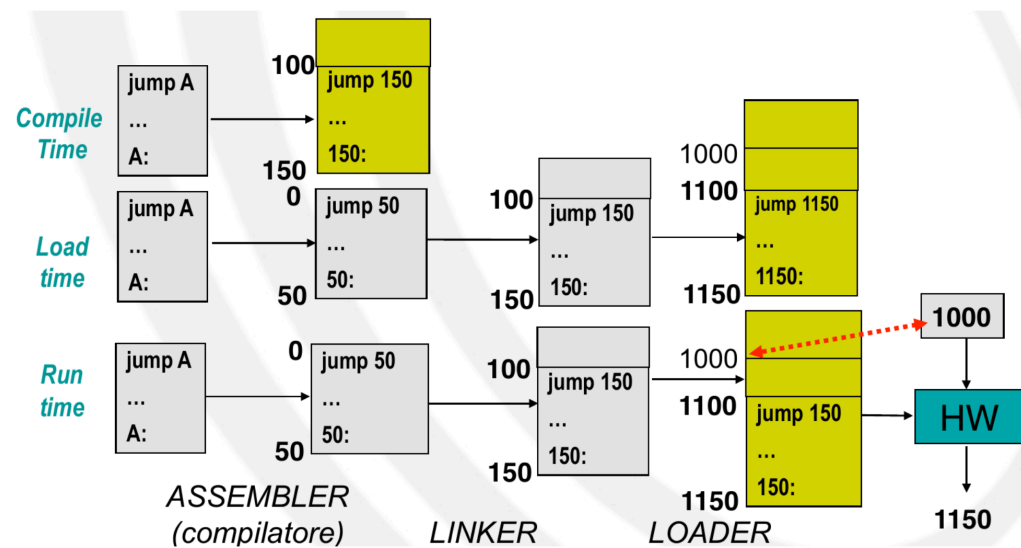 Compile
Time
jump A
...
A:
100
jump 150
...
150:
150
Load
time
jump A
...
A:
0
jump 50
...
50:
50
100
jump 150
...
150:
150
1000
1100
jump 1150
...
1150:
1150
Run
time
jump A
...
A:
0
jump 50
...
50:
50
100
jump 150
...
150:
150
1000
1100
jump 150
...
150:
1150
1000
HW
1150
ASSEMBLER
(compilatore)
LINKER
LOADER